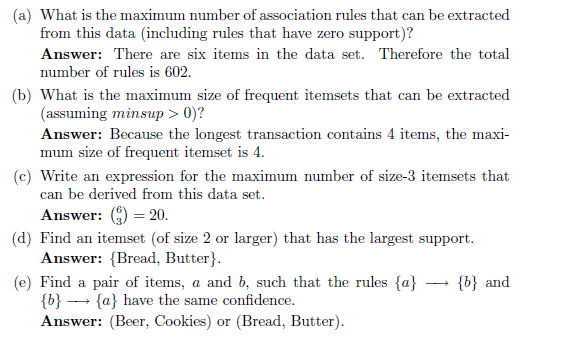 (a) What is the maximum number of association rules that can be extracted
from this data (including rules that have zero support)?
Answer: There are six items in the data set. Therefore the total
number of rules is 602.
(b) What is the maximum size of frequent itemsets that can be extracted
(assuming minsup > 0)?
Answer: Because the longest transaction contains 4 items, the maxi-
mum size of frequent itemset is 4.
(c) Write an expression for the maximum number of size-3 itemsets that
can be derived from this data set.
Answer: (6 3) = 20.
(d) Find an itemset (of size 2 or larger) that has the largest support.
Answer: {Bread, Butter}.
(e) Find a pair of items, a and b, such that the rules {a} ⟶ {b} and
{b} ⟶ {a} have the same confidence.
Answer: (Beer, Cookies) or (Bread, Butter).